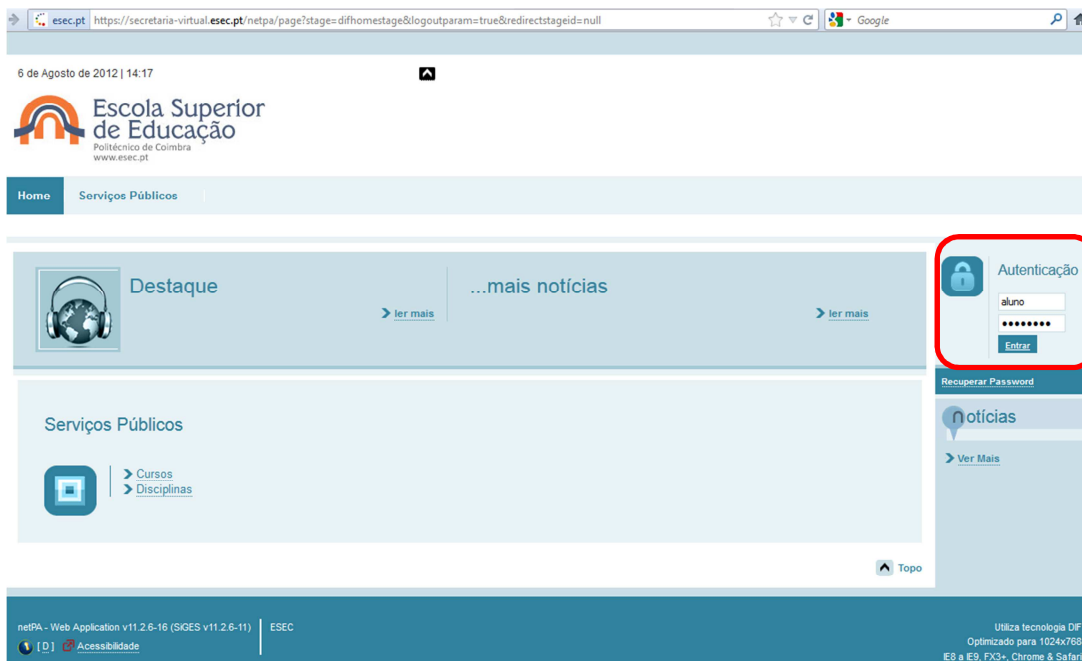 esec.pt https://secretaria-virtual.esec.pt/netpa/page?stage=difhomestage&logoutparam=true&redirectstageid=null
Google
6 de Agosto de 2012 | 14:17
Escola Superior
de Educação
Politécnico de Coimbra
www.esec.pt
Home Serviços Públicos
Destaque
ler mais
...mais notícias
ler mais
Autenticação
aluno
••••••••
Entrar
Recuperar Password
notícias
Ver Mais
Serviços Públicos
Cursos
Disciplinas
Topo
netPA - Web Application v11.2.6-16 (SiGES v11.2.6-11) ESEC
[ D ] Acessibilidade
Utiliza tecnologia DIF
Optimizado para 1024x768
IE8 a IE9, FX3+, Chrome & Safari